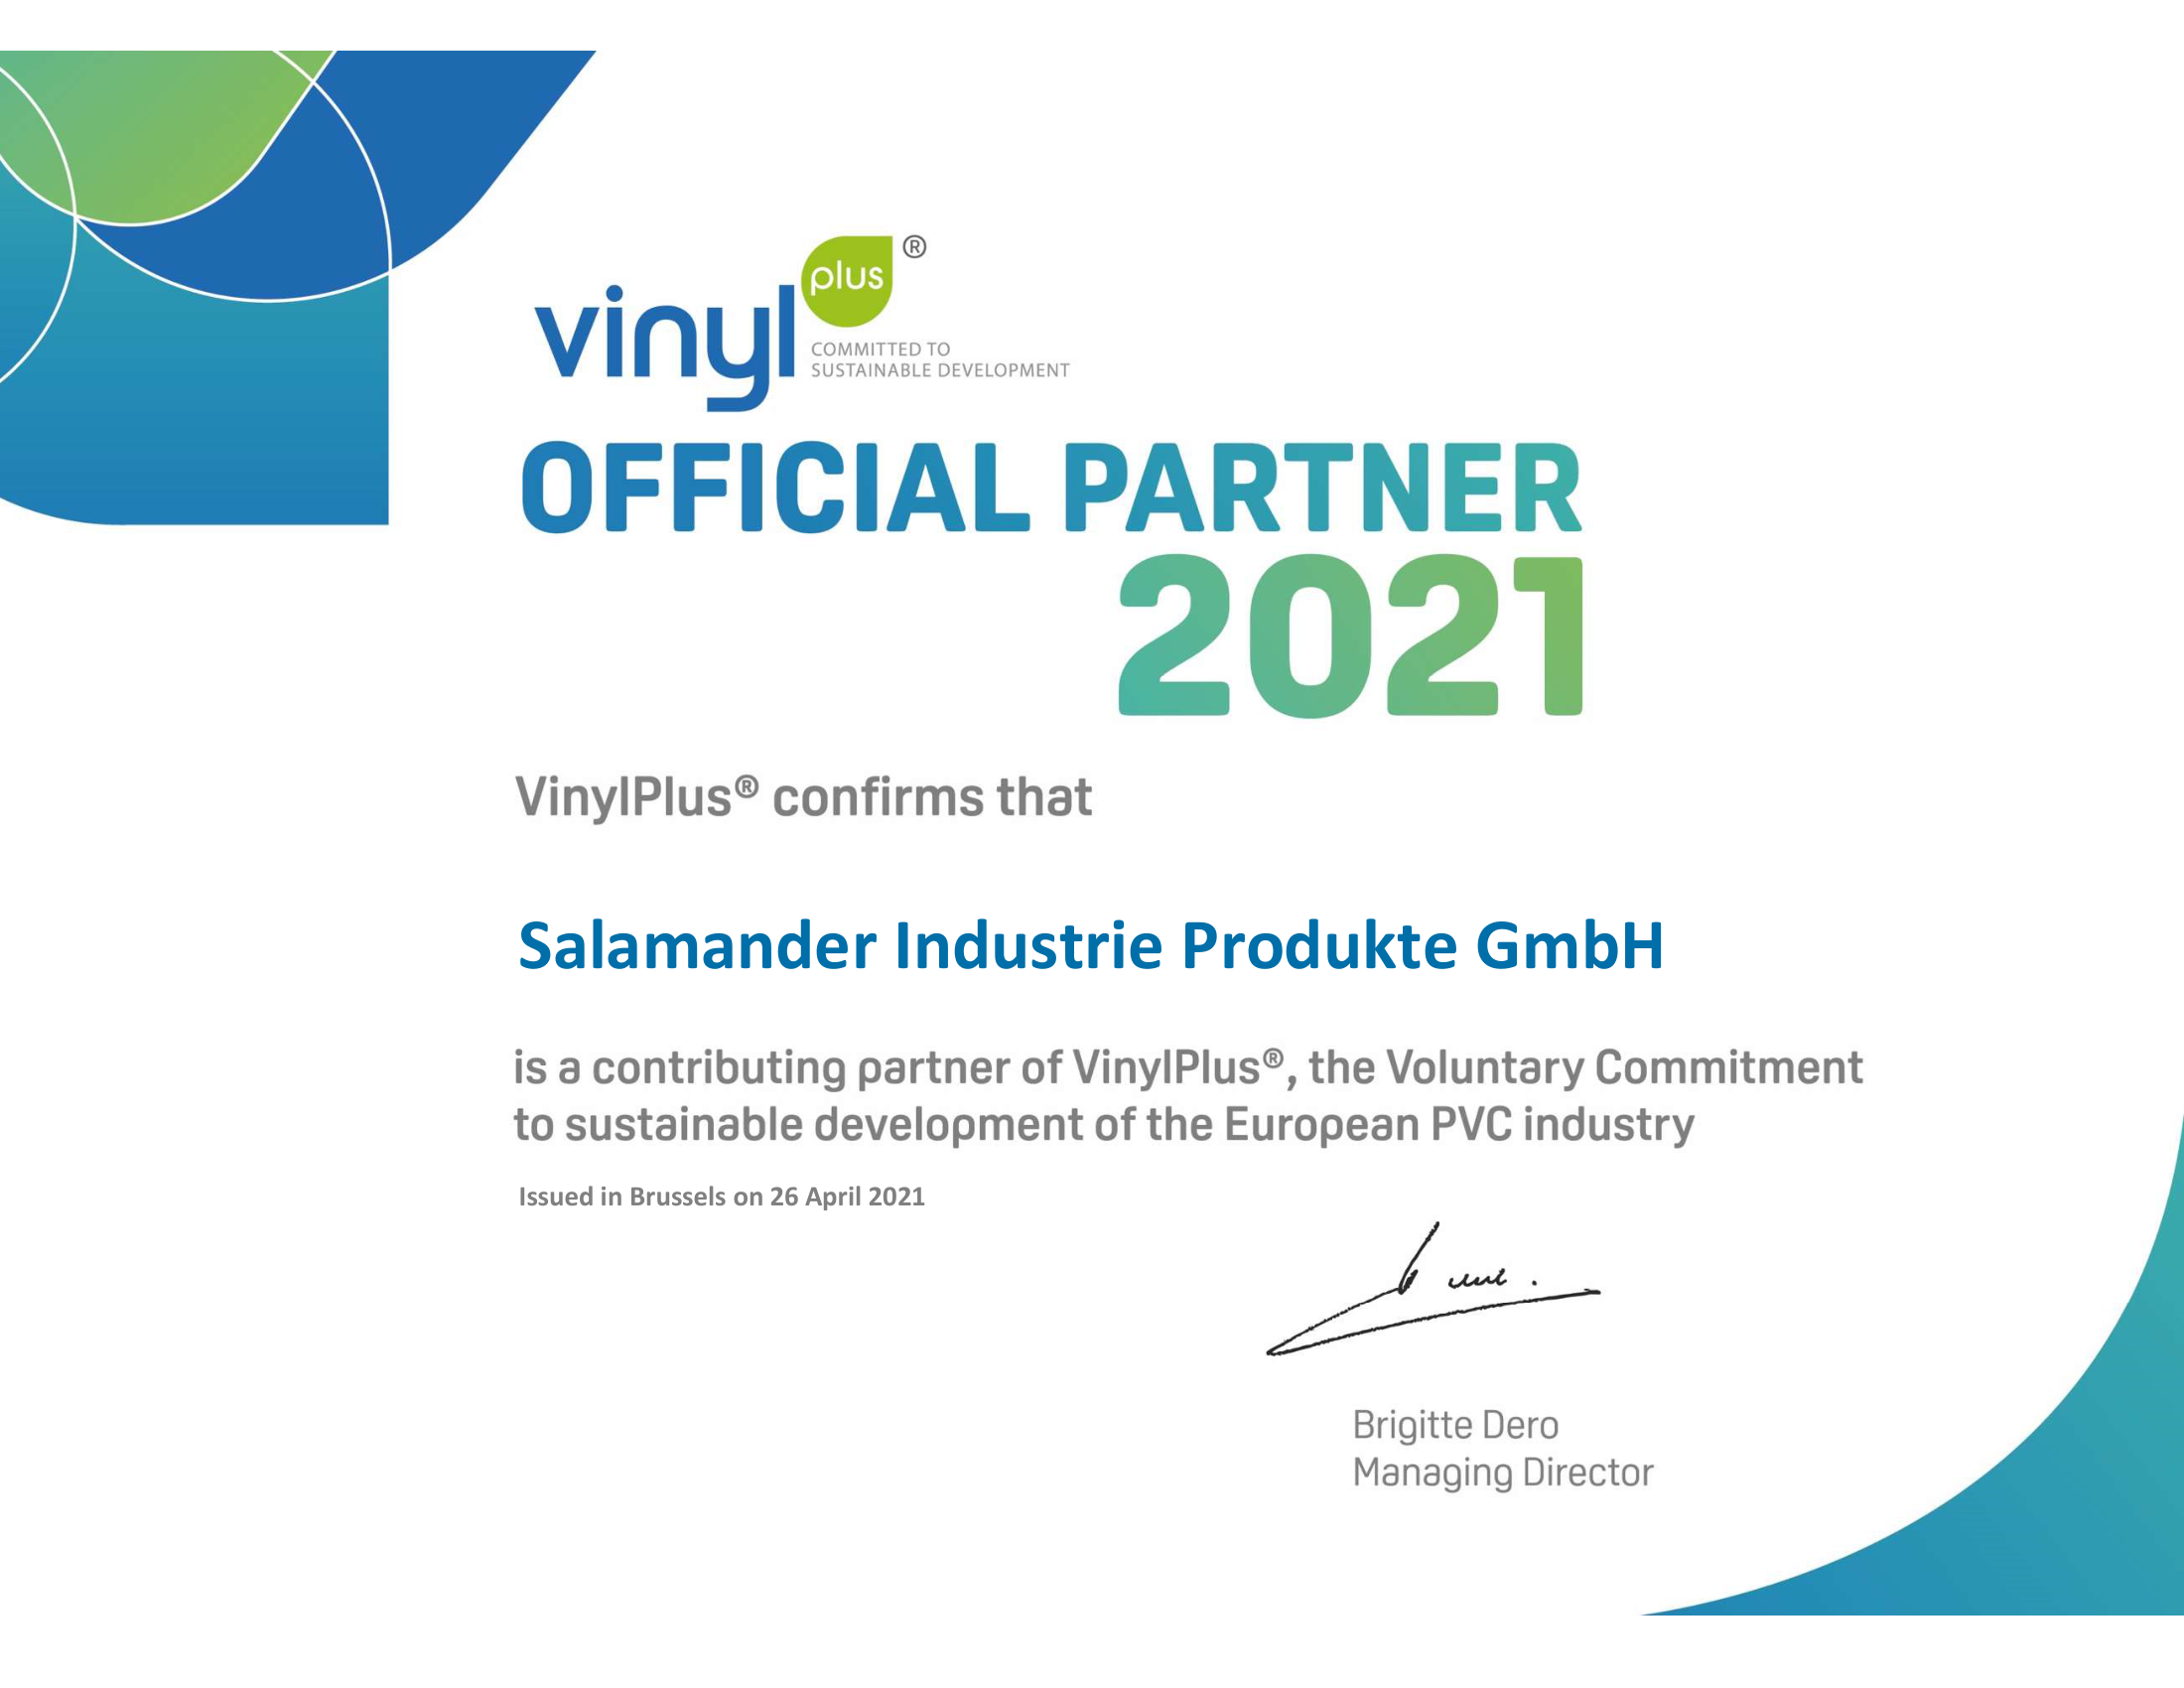 vinyl plus ®
COMMITTED TO
SUSTAINABLE DEVELOPMENT
OFFICIAL PARTNER
2021
VinylPlus® confirms that
Salamander Industrie Produkte GmbH
is a contributing partner of VinylPlus®, the Voluntary Commitment
to sustainable development of the European PVC industry
Issued in Brussels on 26 April 2021
Brigitte Dero
Managing Director